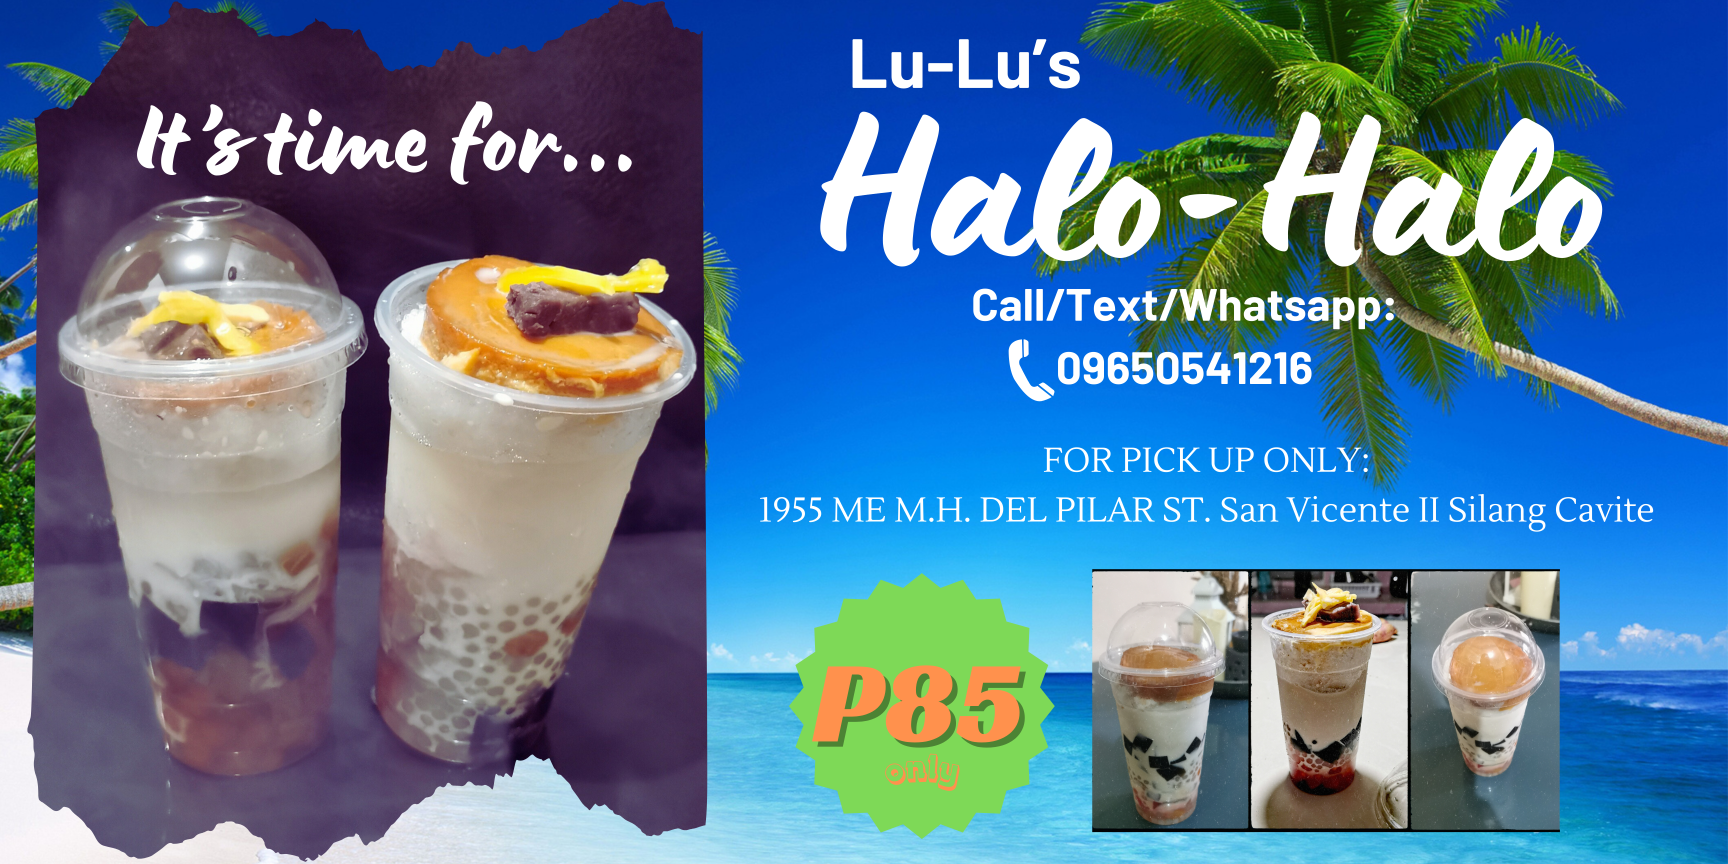 It's time for...
Lu-Lu's
Halo-Halo
Call/Text/Whatsapp:
09650541216
FOR PICK UP ONLY:
1955 ME M.H. DEL PILAR ST. San Vicente II Silang Cavite
P85
only